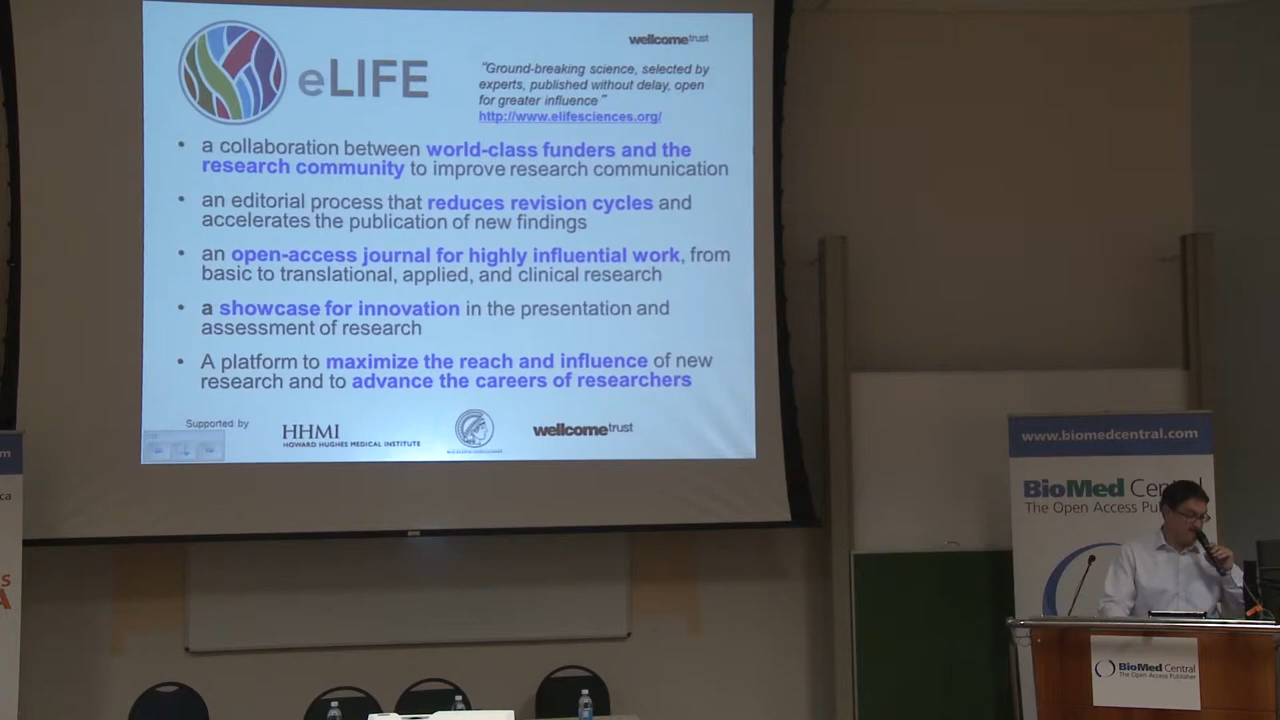 wellcometrust
eLIFE
"Ground-breaking science, selected by
experts, published without delay, open
for greater influence"
http://www.elifesciences.org/
• a collaboration between world-class funders and the
research community to improve research communication
• an editorial process that reduces revision cycles and
accelerates the publication of new findings
• an open-access journal for highly influential work, from
basic to translational, applied, and clinical research
• a showcase for innovation in the presentation and
assessment of research
• A platform to maximize the reach and influence of new
research and to advance the careers of researchers
Supported by
HHMI
HOWARD HUGHES MEDICAL INSTITUTE
wellcometrust
www.biomedcentral.com
BioMed Cen
The Open Access Pu
BioMed Central
The Open Access Publisher
m
ca
S
A